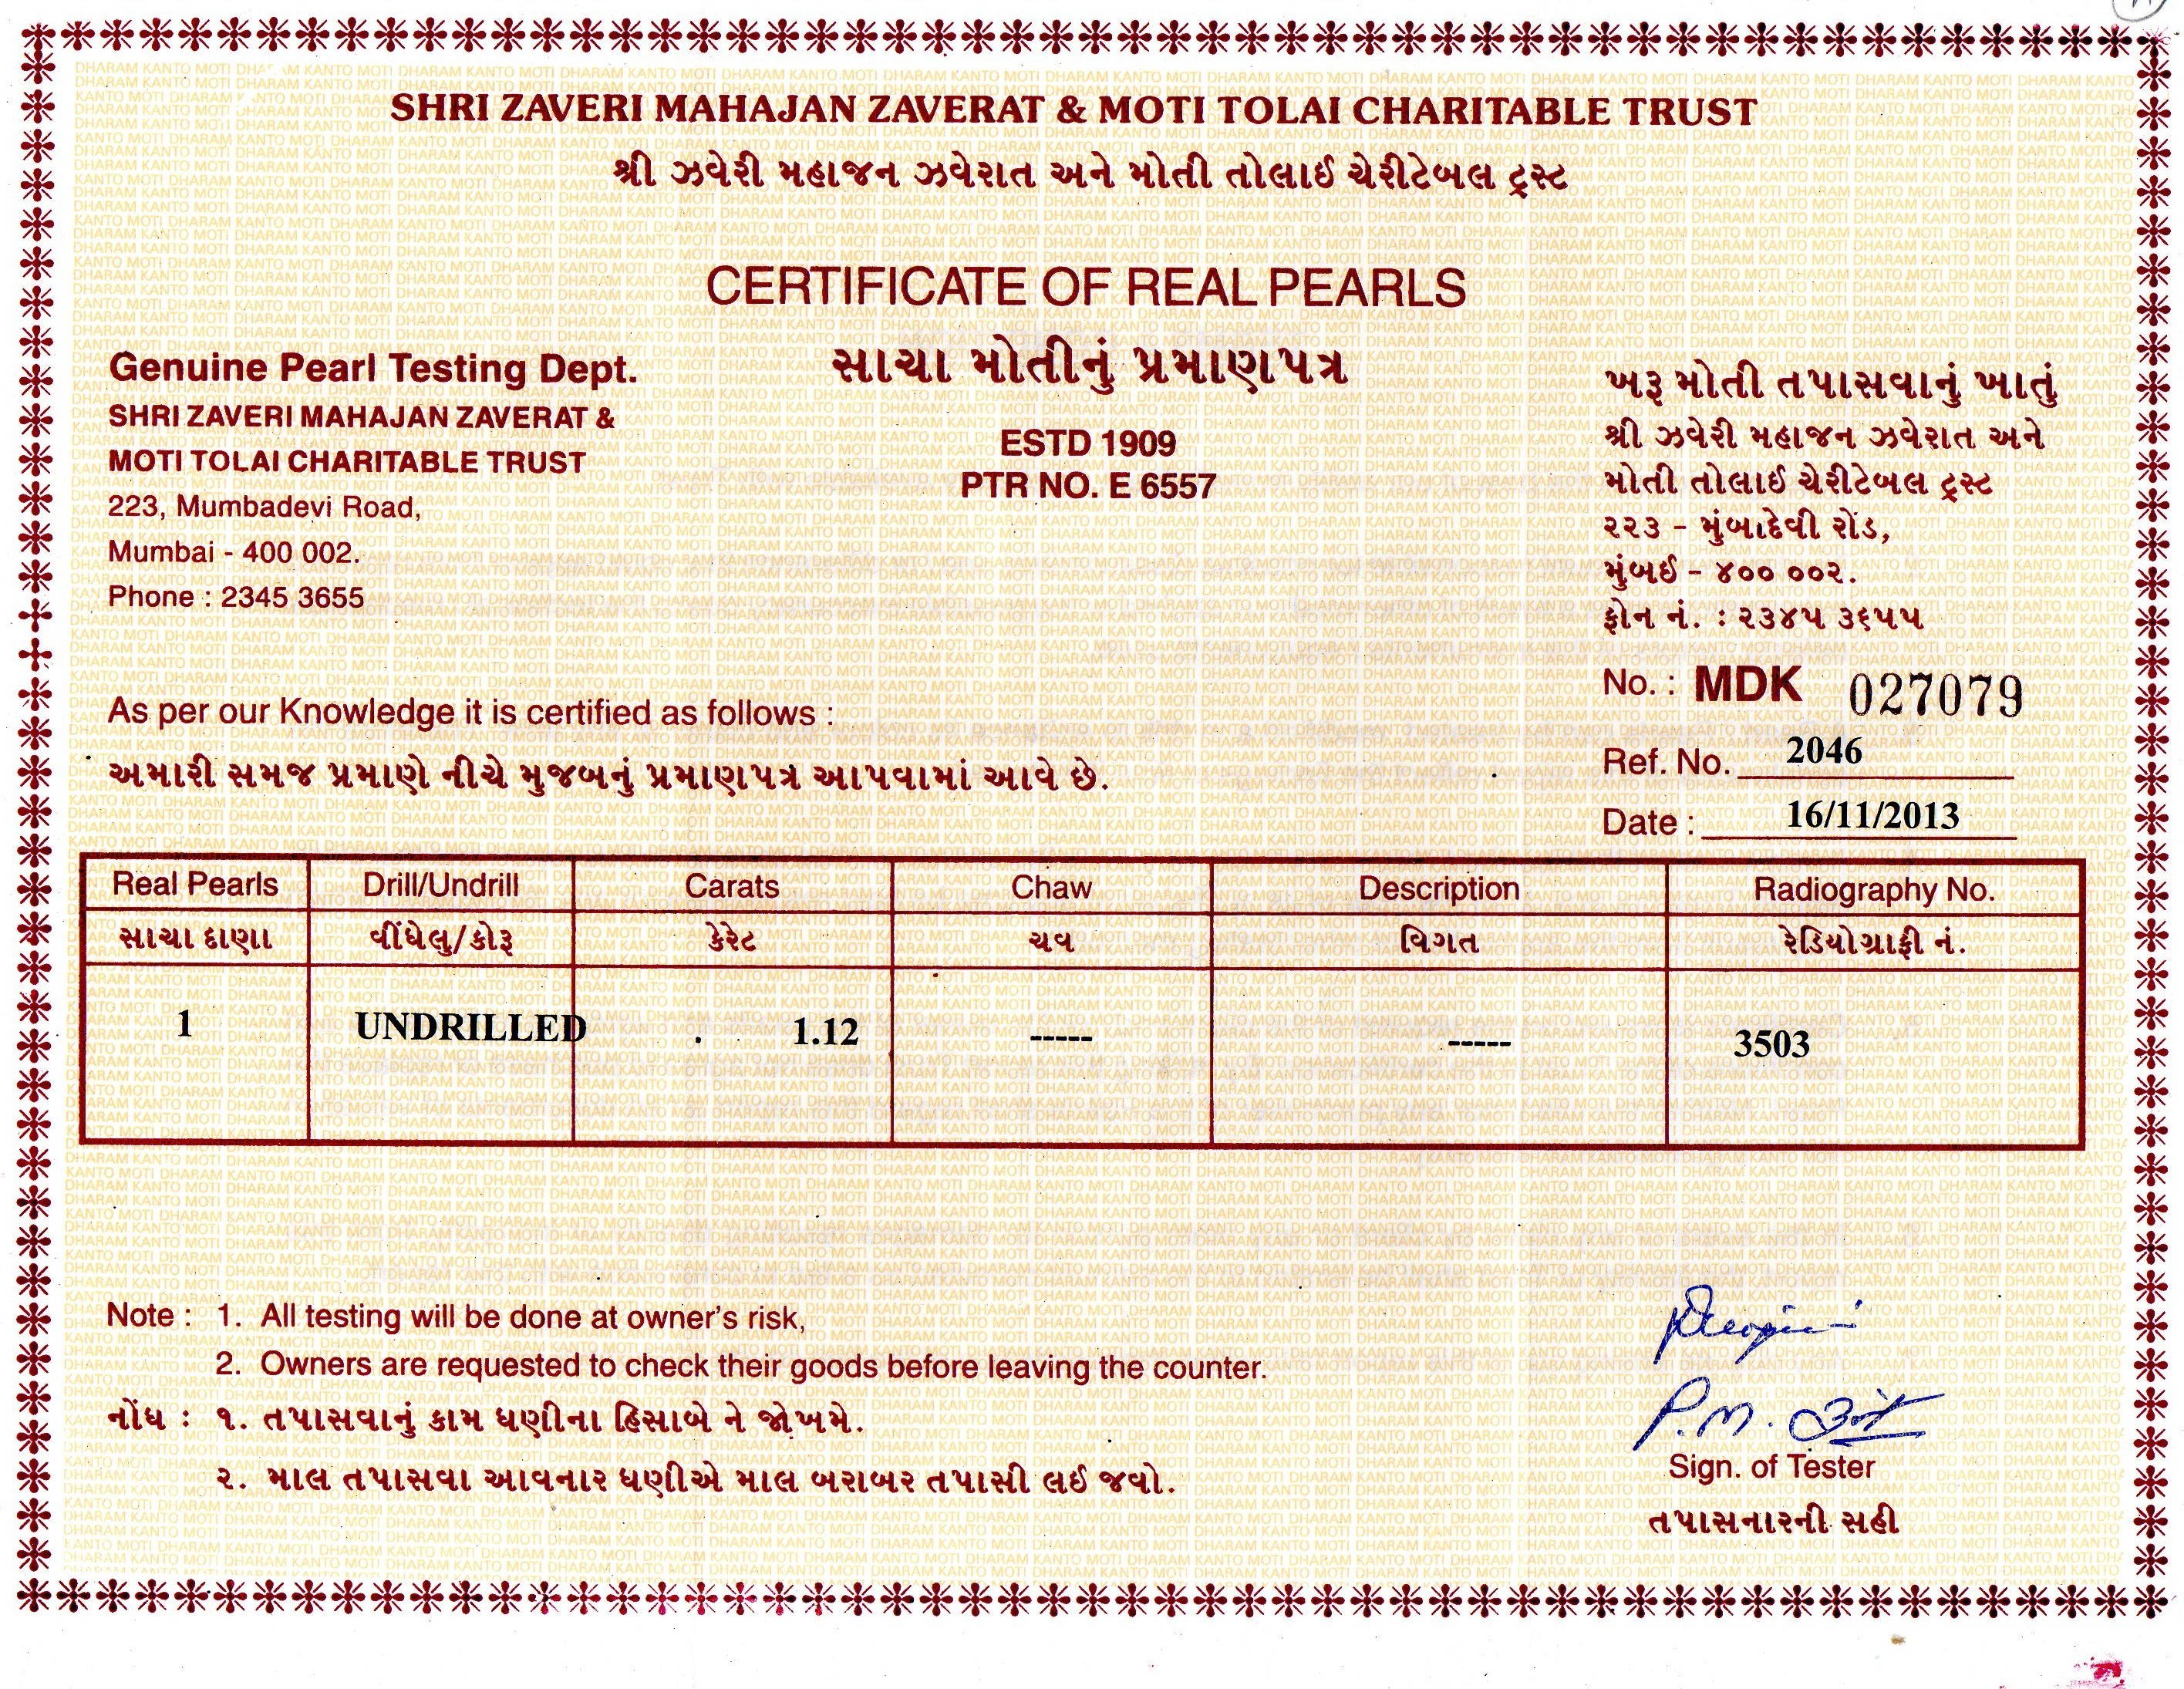 SHRI ZAVERI MAHAJAN ZAVERAT & MOTI TOLAI CHARITABLE TRUST
શ્રી ઝવેરી મહાજન ઝવેરાત અને મોતી તોલાઈ ચેરીટેબલ ટ્રસ્ટ
CERTIFICATE OF REAL PEARLS
સાચા મોતીનું પ્રમાણપત્ર
ESTD 1909
PTR NO. E 6557
Genuine Pearl Testing Dept.
SHRI ZAVERI MAHAJAN ZAVERAT &
MOTI TOLAI CHARITABLE TRUST
223, Mumbadevi Road,
Mumbai - 400 002.
Phone : 2345 3655
ખરૂ મોતી તપાસવાનું ખાતું
શ્રી ઝવેરી મહાજન ઝવેરાત અને
મોતી તોલાઈ ચેરીટેબલ ટ્રસ્ટ
૨૨૩ - મુંબાદેવી રોડ,
મુંબઈ - ૪૦૦ ૦૦૨.
ફોન નં. : ૨૩૪૫ ૩૬૫૫
No. : MDK 027079
Ref. No. 2046
Date : 16/11/2013
As per our Knowledge it is certified as follows :
અમારી સમજ પ્રમાણે નીચે મુજબનું પ્રમાણપત્ર આપવામાં આવે છે.
Real Pearls Drill/Undrill Carats Chaw Description Radiography No.
સાચા દાણા વીંધેલુ/કોરૂ કેરેટ ચવ વિગત રેડિયોગ્રાફી નં.
1 UNDRILLED 1.12 ----- ----- 3503
Note : 1. All testing will be done at owner's risk,
2. Owners are requested to check their goods before leaving the counter.
નોંધ : ૧. તપાસવાનું કામ ધણીના હિસાબે ને જોખમે.
૨. માલ તપાસવા આવનાર ધણીએ માલ બરાબર તપાસી લઈ જવો.
P.M.
Sign. of Tester
તપાસનારની સહી